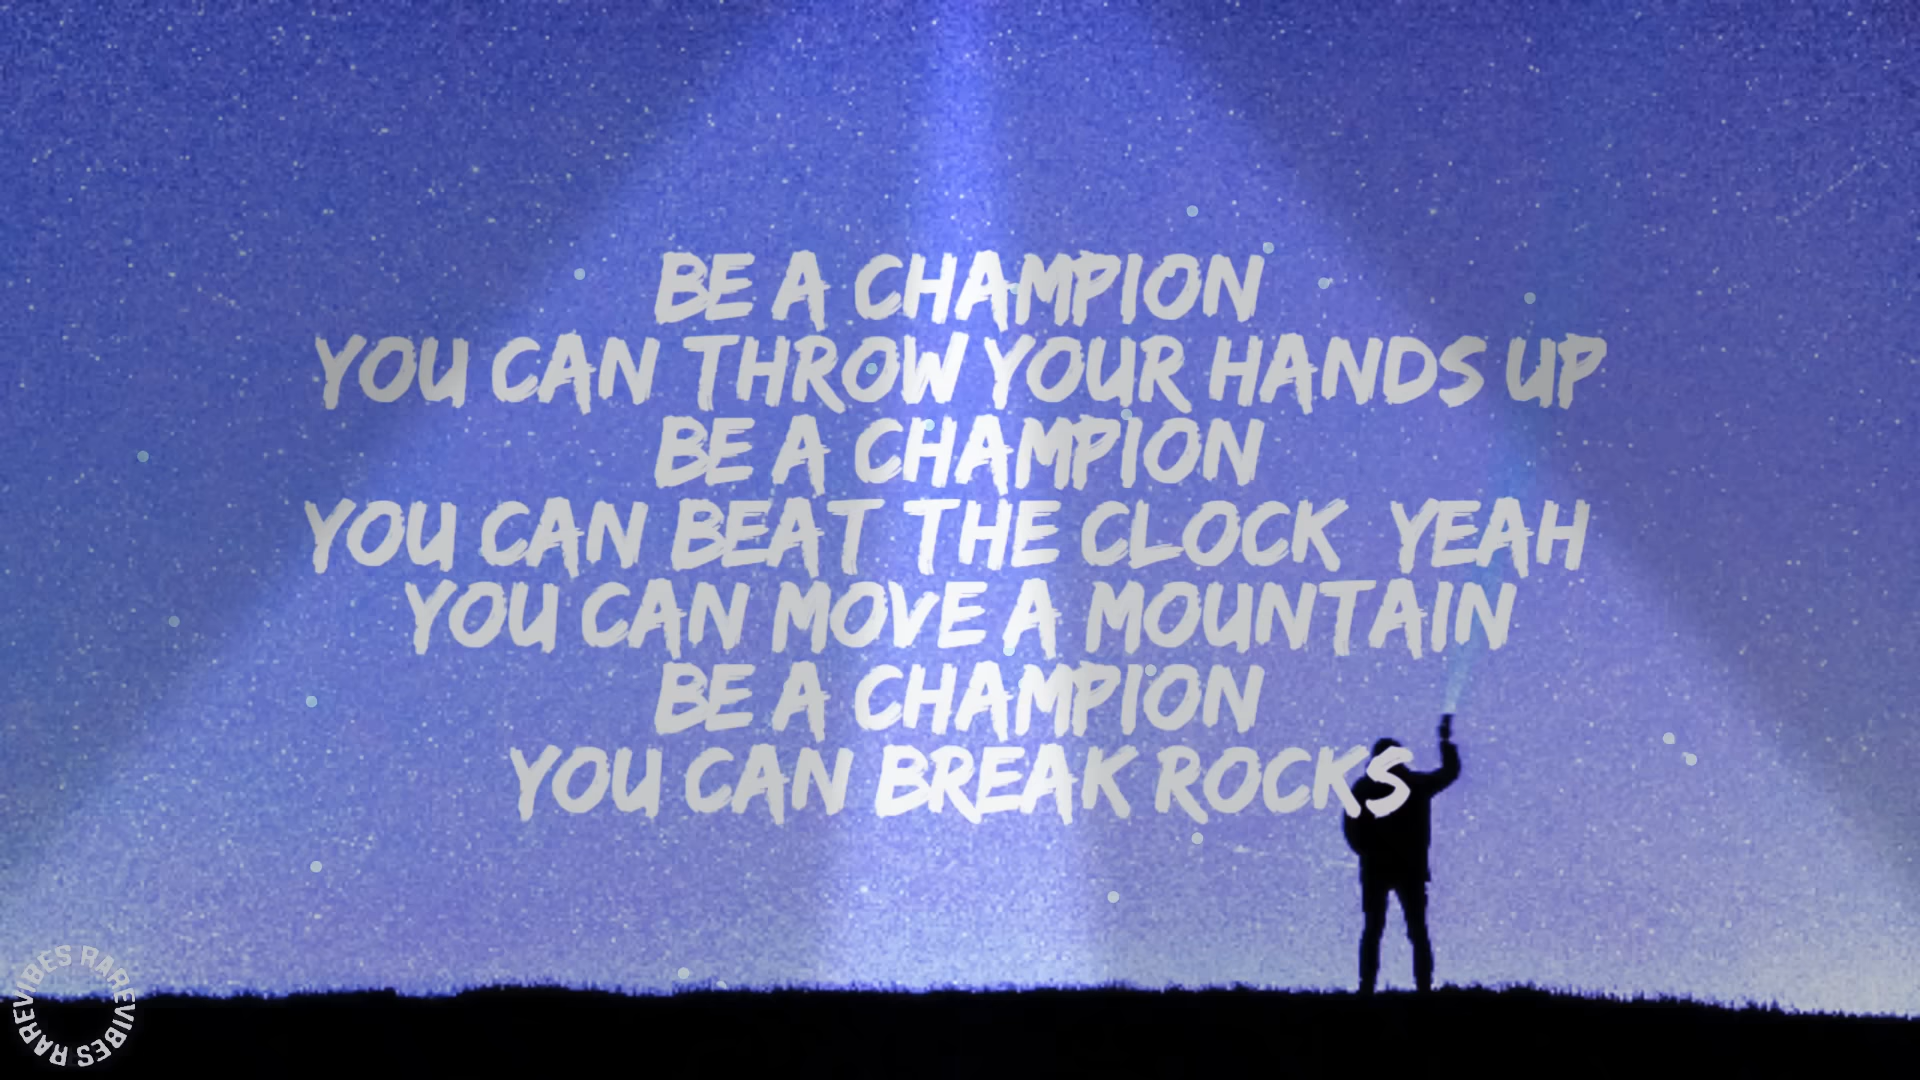 BE A CHAMPION
YOU CAN THROW YOUR HANDS UP
BE A CHAMPION
YOU CAN BEAT THE CLOCK YEAH
YOU CAN MOVE A MOUNTAIN
BE A CHAMPION
YOU CAN BREAK ROCKS
RAREVIBES RAREVIBES